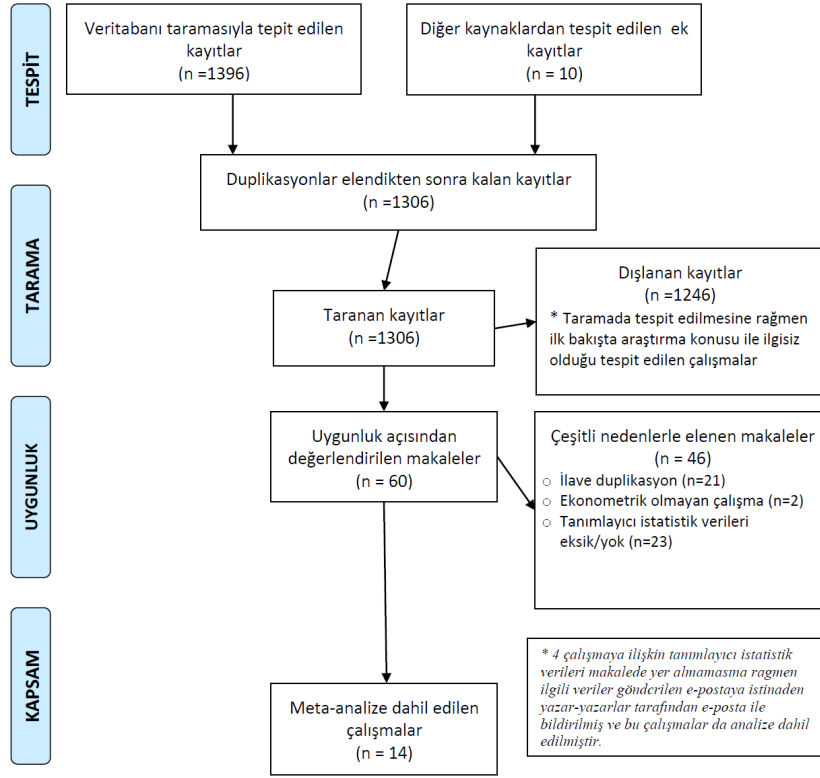 TESPİT
Veritabanı taramasıyla tepit edilen
kayıtlar
(n =1396)
Diğer kaynaklardan tespit edilen ek
kayıtlar
(n = 10)
Duplikasyonlar elendikten sonra kalan kayıtlar
(n =1306)
TARAMA
Taranan kayıtlar
(n =1306)
Dışlanan kayıtlar
(n =1246)
* Taramada tespit edilmesine rağmen
ilk bakışta araştırma konusu ile ilgisiz
olduğu tespit edilen çalışmalar
UYGUNLUK
Uygunluk açısından
değerlendirilen makaleler
(n = 60)
Çeşitli nedenlerle elenen makaleler
(n = 46)
○ İlave duplikasyon (n=21)
○ Ekonometrik olmayan çalışma (n=2)
○ Tanımlayıcı istatistik verileri
eksik/yok (n=23)
KAPSAM
Meta-analize dahil edilen
çalışmalar
(n = 14)
* 4 çalışmaya ilişkin tanımlayıcı istatistik
verileri makalede yer almamasına ragmen
ilgili veriler göndcrilen e-postaya istinaden
yazar-yazarlar tarafından e-posta ile
bildirilmiş ve bu çalışmalar da analize dahil
edilmiştir.